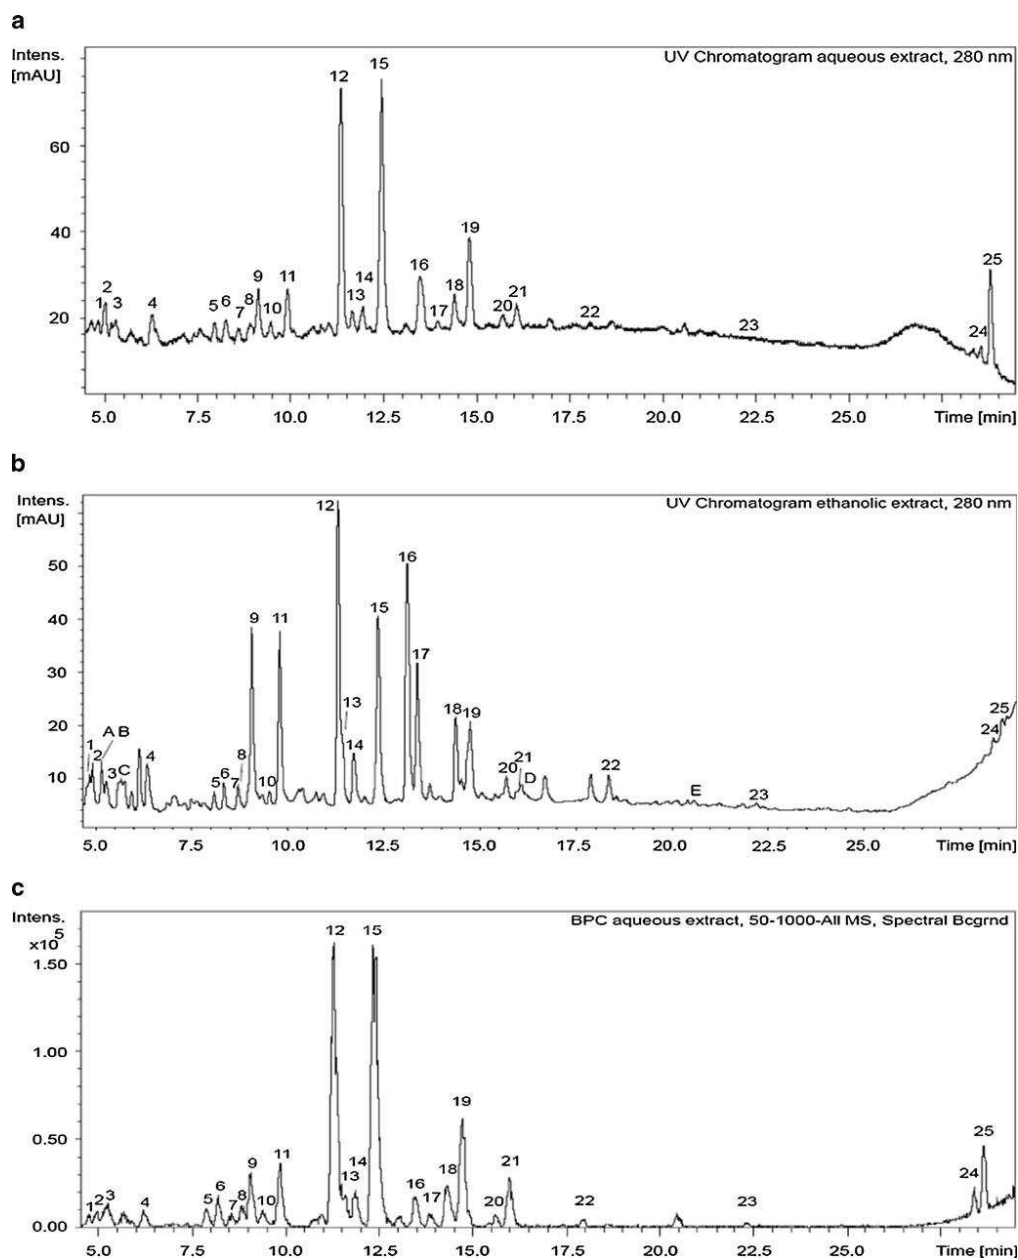 a
Intens.
[mAU]
UV Chromatogram aqueous extract, 280 nm
60
40
20
1 2 3 4 5 6 7 8 9 10 11 12 13 14 15 16 17 18 19 20 21 22 23 24 25
5.0 7.5 10.0 12.5 15.0 17.5 20.0 22.5 25.0 Time [min]
b
Intens.
[mAU]
UV Chromatogram ethanolic extract, 280 nm
50
40
30
20
10
1 2 A B 3 C 4 5 6 7 8 9 10 11 12 13 14 15 16 17 18 19 20 21 D 22 E 23 24 25
5.0 7.5 10.0 12.5 15.0 17.5 20.0 22.5 25.0 Time [min]
c
Intens.
x10⁵
BPC aqueous extract, 50-1000-All MS, Spectral Bcgrnd
1.50
1.00
0.50
0.00
1 2 3 4 5 6 7 8 9 10 11 12 13 14 15 16 17 18 19 20 21 22 23 24 25
5.0 7.5 10.0 12.5 15.0 17.5 20.0 22.5 25.0 Time [min]